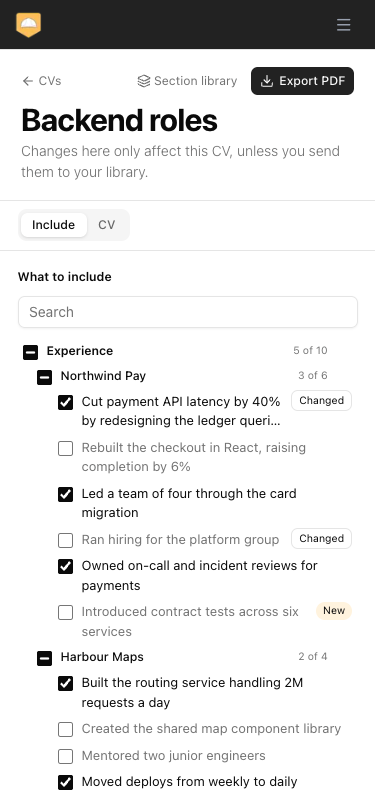 CVs
Section library
Export PDF
Backend roles
Changes here only affect this CV, unless you send
them to your library.
Include
CV
What to include
Search
Experience
5 of 10
Northwind Pay
3 of 6
Cut payment API latency by 40%
by redesigning the ledger queri...
Changed
Rebuilt the checkout in React, raising
completion by 6%
Led a team of four through the card
migration
Ran hiring for the platform group
Changed
Owned on-call and incident reviews for
payments
Introduced contract tests across six
services
New
Harbour Maps
2 of 4
Built the routing service handling 2M
requests a day
Created the shared map component library
Mentored two junior engineers
Moved deploys from weekly to daily